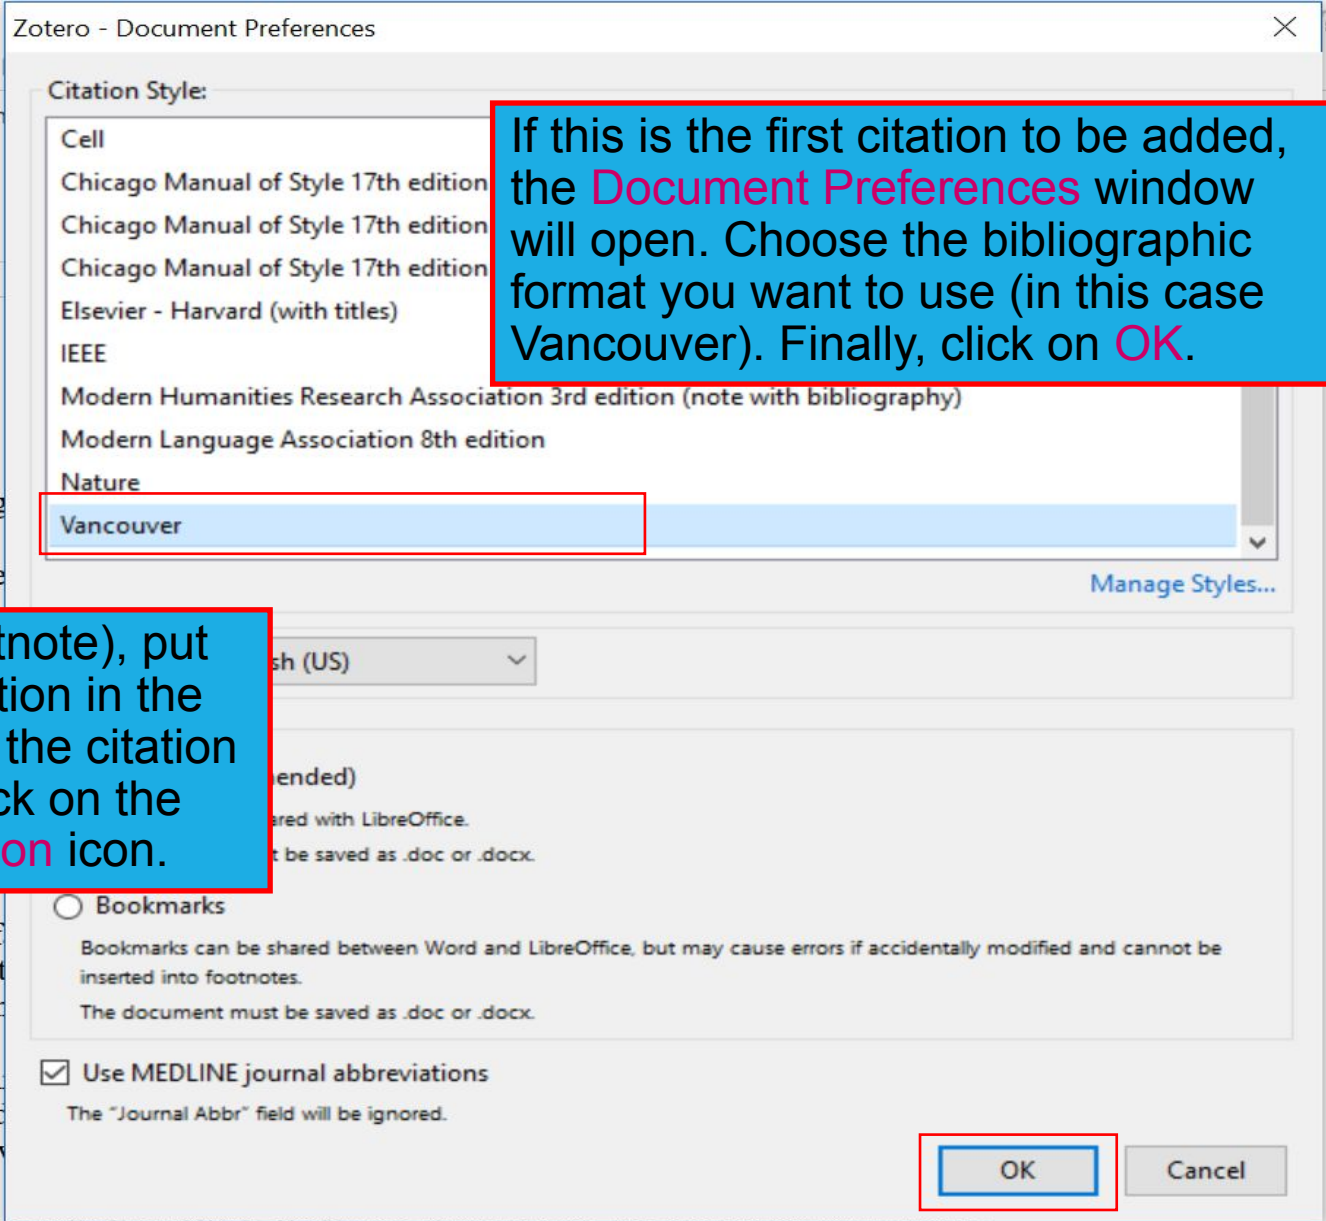 Zotero - Document Preferences
Citation Style:
Cell
Chicago Manual of Style 17th edition
Chicago Manual of Style 17th edition
Chicago Manual of Style 17th edition
Elsevier - Harvard (with titles)
IEEE
Modern Humanities Research Association 3rd edition (note with bibliography)
Modern Language Association 8th edition
Nature
Vancouver
If this is the first citation to be added,
the Document Preferences window
will open. Choose the bibliographic
format you want to use (in this case
Vancouver). Finally, click on OK.
Manage Styles...
tnote), put
tion in the
the citation
ck on the
on icon.
sh (US)
ended)
ared with LibreOffice.
t be saved as .doc or .docx.
Bookmarks
Bookmarks can be shared between Word and LibreOffice, but may cause errors if accidentally modified and cannot be
inserted into footnotes.
The document must be saved as .doc or .docx.
Use MEDLINE journal abbreviations
The "Journal Abbr" field will be ignored.
OK
Cancel